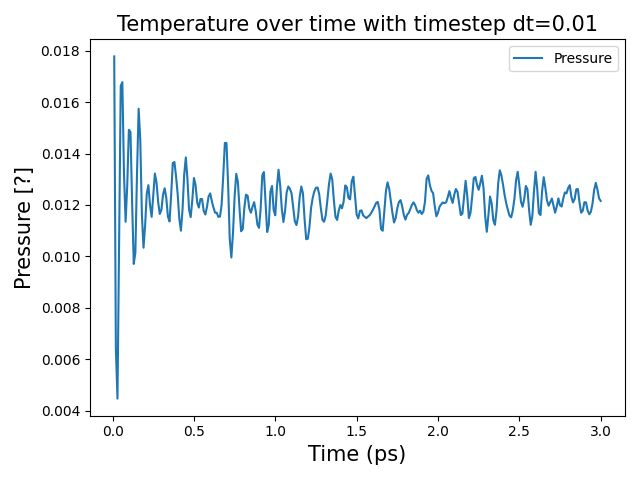 Temperature over time with timestep dt=0.01
Pressure
Pressure [?]
0.018
0.016
0.014
0.012
0.010
0.008
0.006
0.004
0.0 0.5 1.0 1.5 2.0 2.5 3.0
Time (ps)